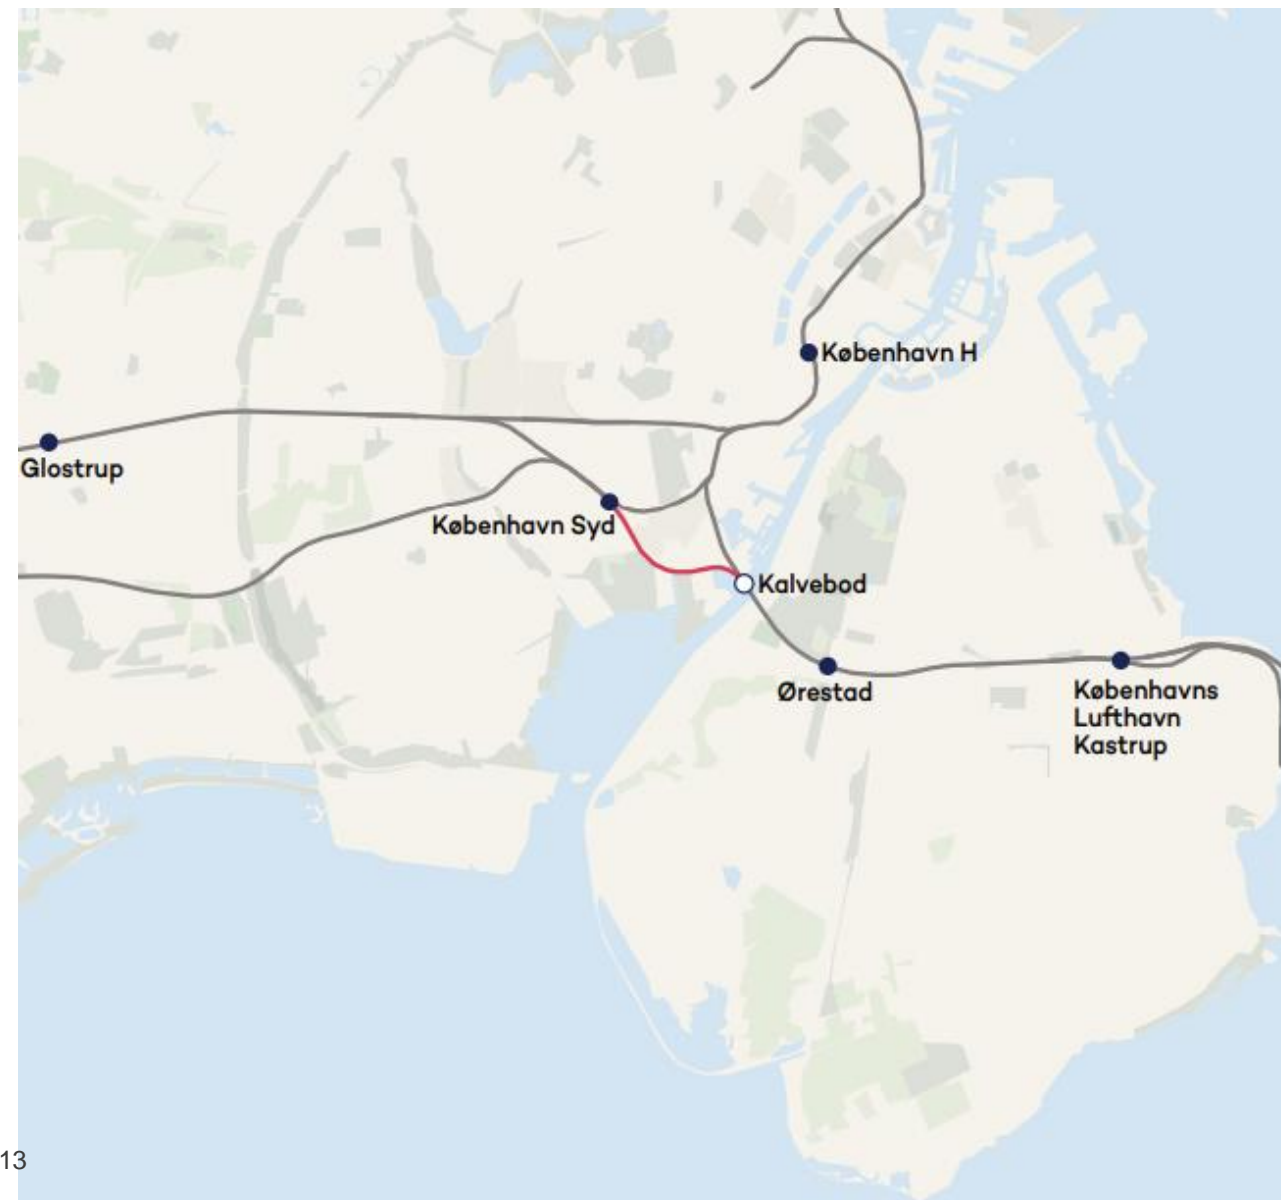 København H
Glostrup
København Syd
Kalvebod
Ørestad
Københavns
Lufthavn
Kastrup
13